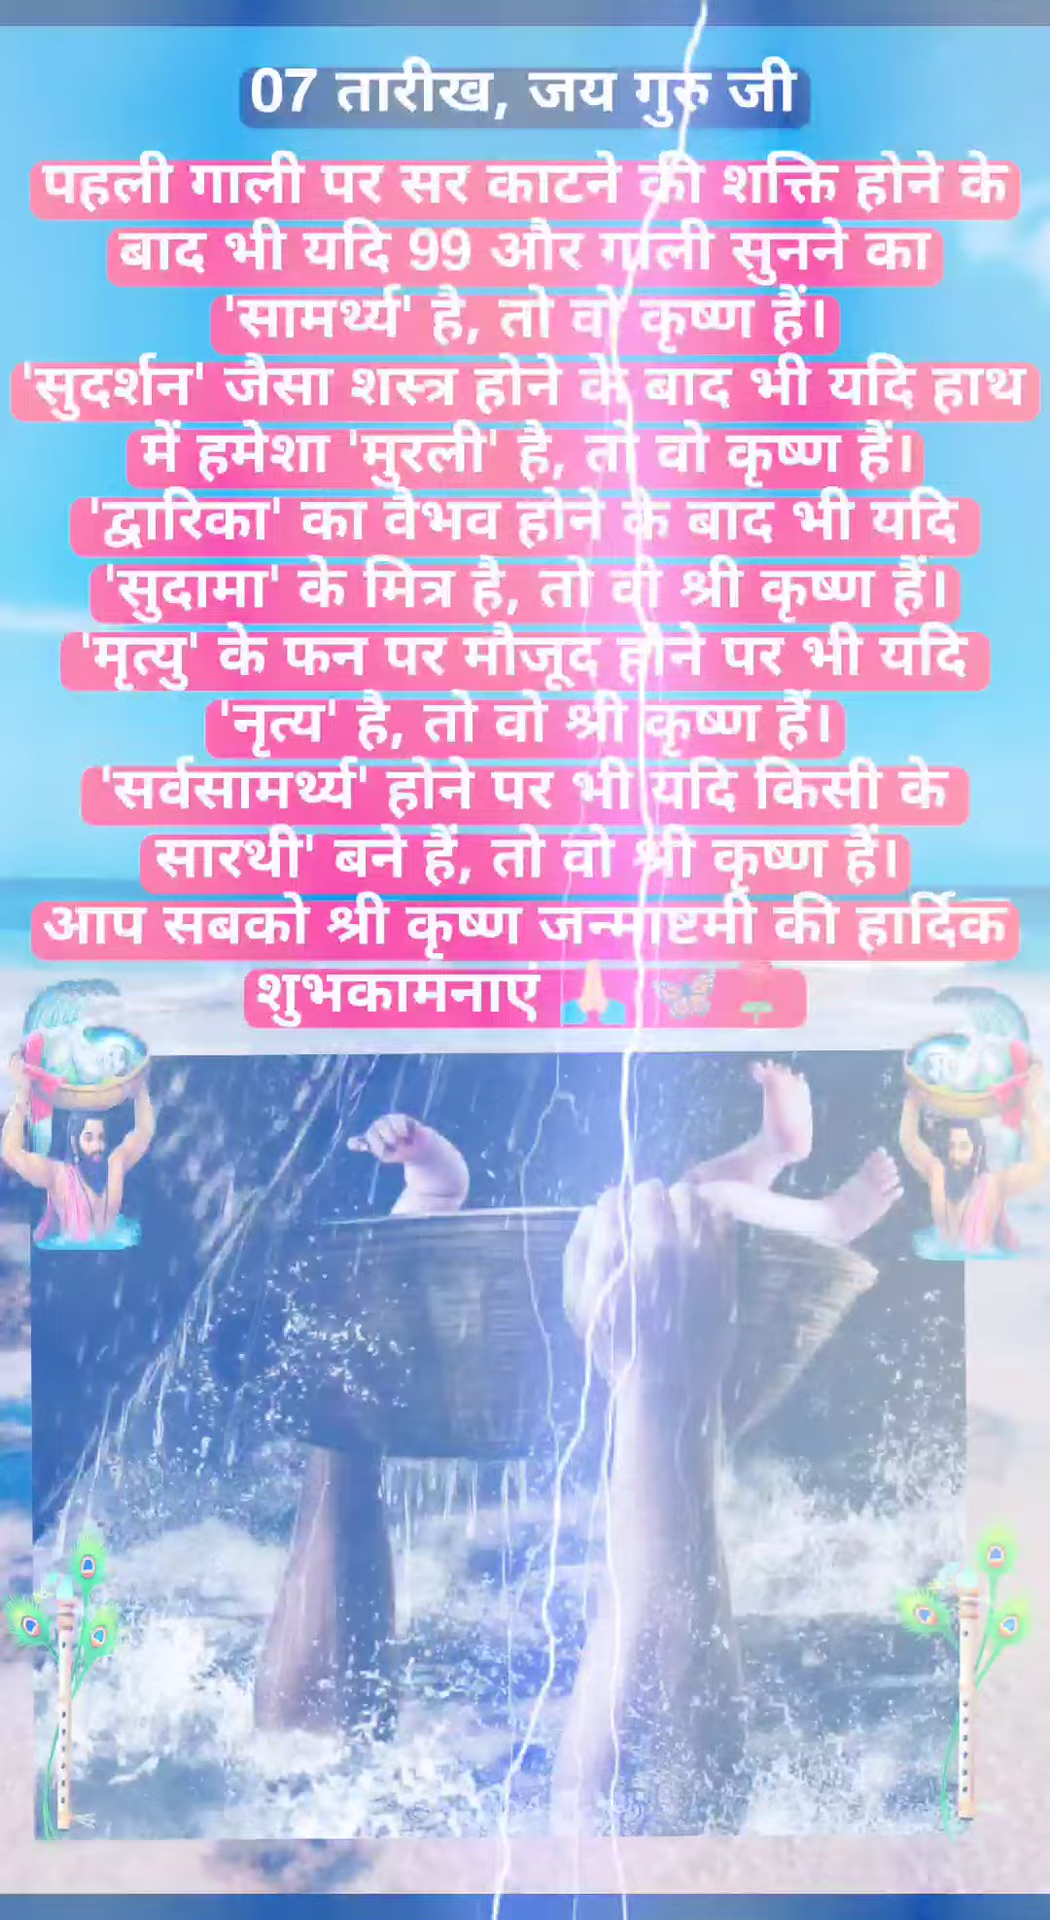 07 तारीख, जय गुरु जी
पहली गाली पर सर काटने की शक्ति होने के
बाद भी यदि 99 और गाली सुनने का
'सामर्थ्य' है, तो वो कृष्ण हैं।
'सुदर्शन' जैसा शस्त्र होने के बाद भी यदि हाथ
में हमेशा 'मुरली' है, तो वो कृष्ण हैं।
'द्वारिका' का वैभव होने के बाद भी यदि
'सुदामा' के मित्र है, तो वो श्री कृष्ण हैं।
'मृत्यु' के फन पर मौजूद होने पर भी यदि
'नृत्य' है, तो वो श्री कृष्ण हैं।
'सर्वसामर्थ्य' होने पर भी यदि किसी के
सारथी' बने हैं, तो वो श्री कृष्ण हैं।
आप सबको श्री कृष्ण जन्माष्टमी की हार्दिक
शुभकामनाएं 🙏🏻 🦋 🌹